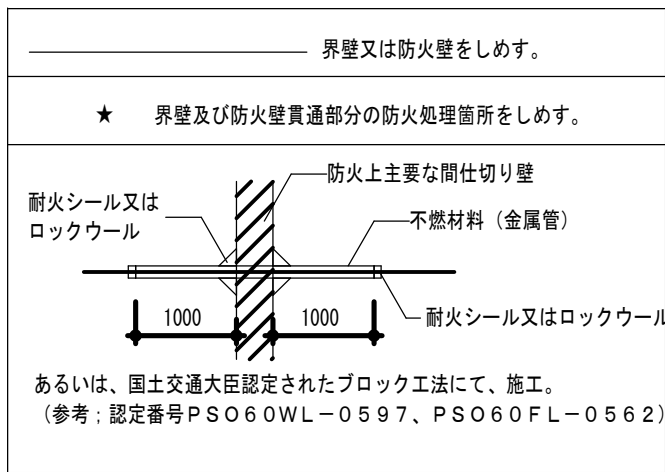 界壁又は防火壁をしめす。
★ 界壁及び防火壁貫通部分の防火処理箇所をしめす。
防火上主要な間仕切り壁
耐火シール又は
ロックウール
不燃材料（金属管）
1000
1000
耐火シール又はロックウール
あるいは、国土交通大臣認定されたブロック工法にて、施工。
（参考；認定番号ＰＳＯ６０ＷＬ－０５９７、ＰＳＯ６０ＦＬ－０５６２）